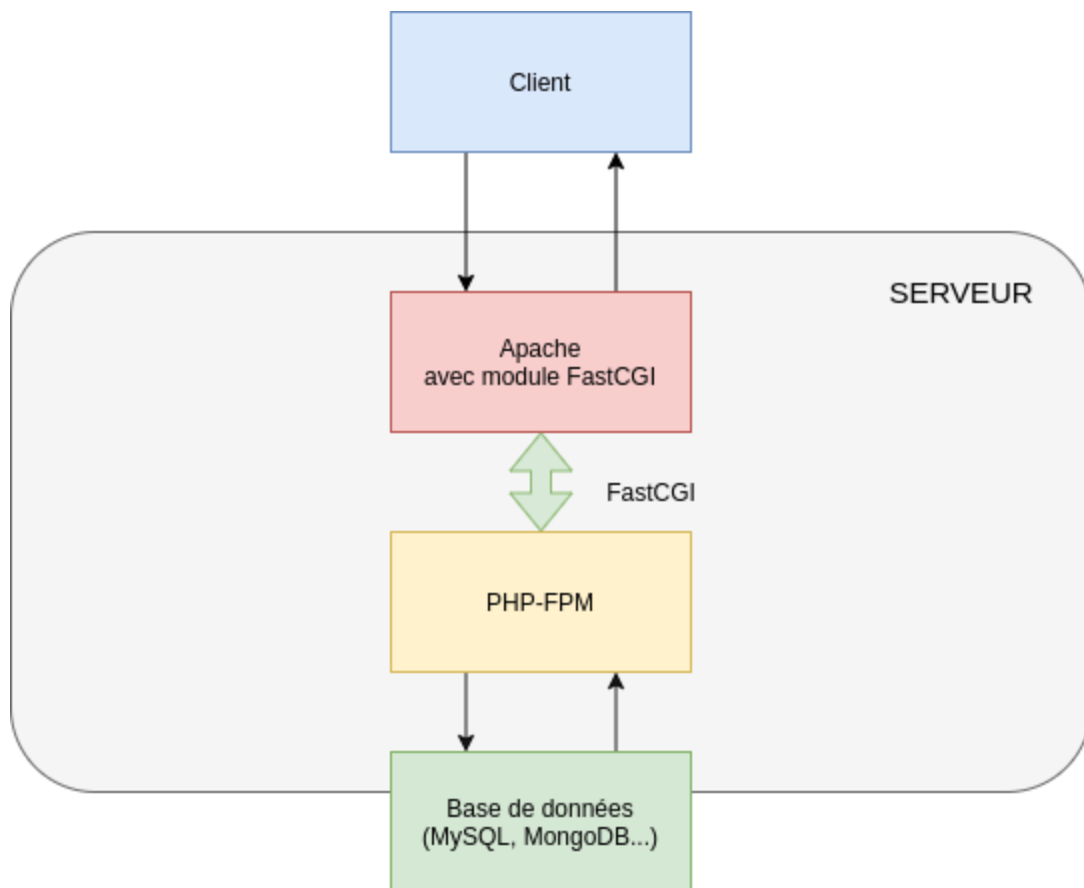 Client
SERVEUR
Apache
avec module FastCGI
FastCGI
PHP-FPM
Base de données
(MySQL, MongoDB...)